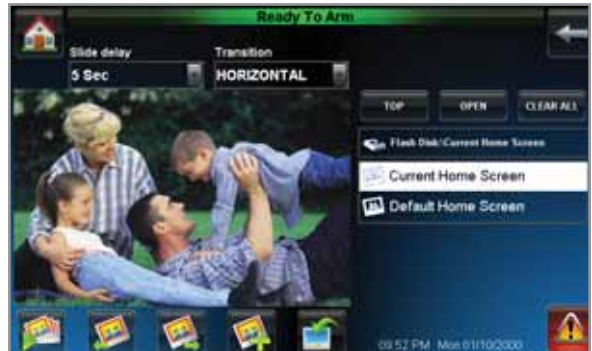 Ready To Arm
Slide delay
Transition
5 Sec
HORIZONTAL
TOP
OPEN
CLEAR ALL
Flash Disk\Current Home Screen
Current Home Screen
Default Home Screen
09:52 PM Mon 01/10/2000